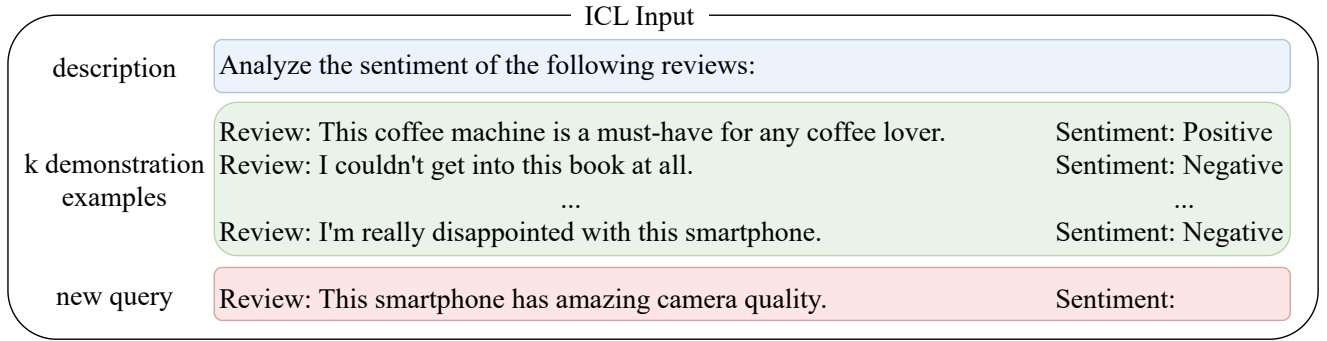 ICL Input
description
Analyze the sentiment of the following reviews:
k demonstration
examples
Review: This coffee machine is a must-have for any coffee lover. Sentiment: Positive
Review: I couldn't get into this book at all. Sentiment: Negative
... ...
Review: I'm really disappointed with this smartphone. Sentiment: Negative
new query
Review: This smartphone has amazing camera quality. Sentiment: